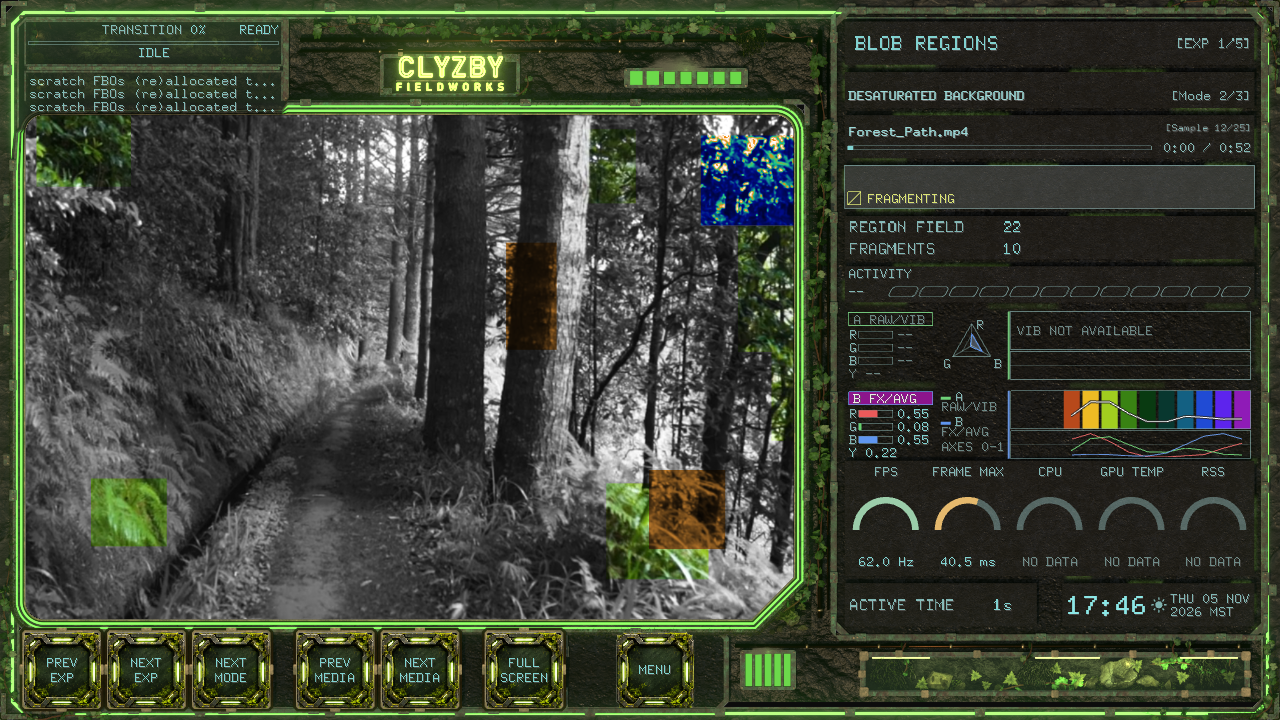 TRANSITION 0% READY
IDLE
scratch FBOs (re)allocated t...
scratch FBOs (re)allocated t...
scratch FBOs (re)allocated t...
CLYZBY
FIELDWORKS
BLOB REGIONS [EXP 1/5]
DESATURATED BACKGROUND [Mode 2/3]
Forest_Path.mp4 [Sample 12/25]
0:00 / 0:52
FRAGMENTING
REGION FIELD 22
FRAGMENTS 10
ACTIVITY
--
A RAW/VIB
R --
G --
B --
Y --
R
G B
VIB NOT AVAILABLE
B FX/AVG
R 0.55
G 0.08
B 0.55
Y 0.22
A
RAW/VIB
B
FX/AVG
AXES 0-1
FPS FRAME MAX CPU GPU TEMP RSS
62.0 Hz 40.5 ms NO DATA NO DATA NO DATA
ACTIVE TIME 1s
17:46 THU 05 NOV
2026 MST
PREV
EXP
NEXT
EXP
NEXT
MODE
PREV
MEDIA
NEXT
MEDIA
FULL
SCREEN
MENU